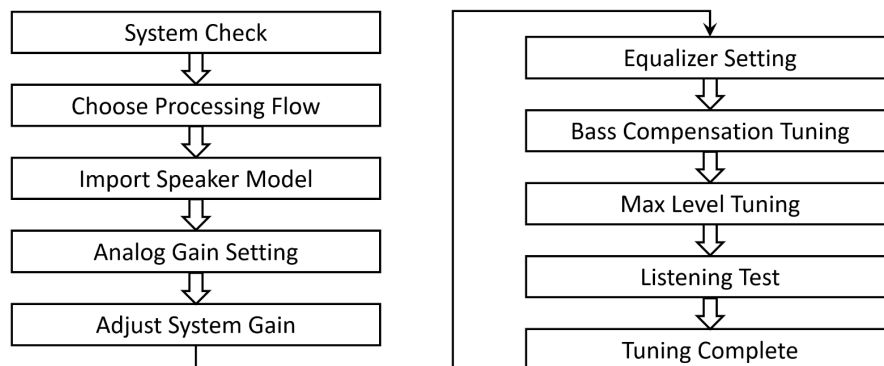 System Check
Choose Processing Flow
Import Speaker Model
Analog Gain Setting
Adjust System Gain
Equalizer Setting
Bass Compensation Tuning
Max Level Tuning
Listening Test
Tuning Complete